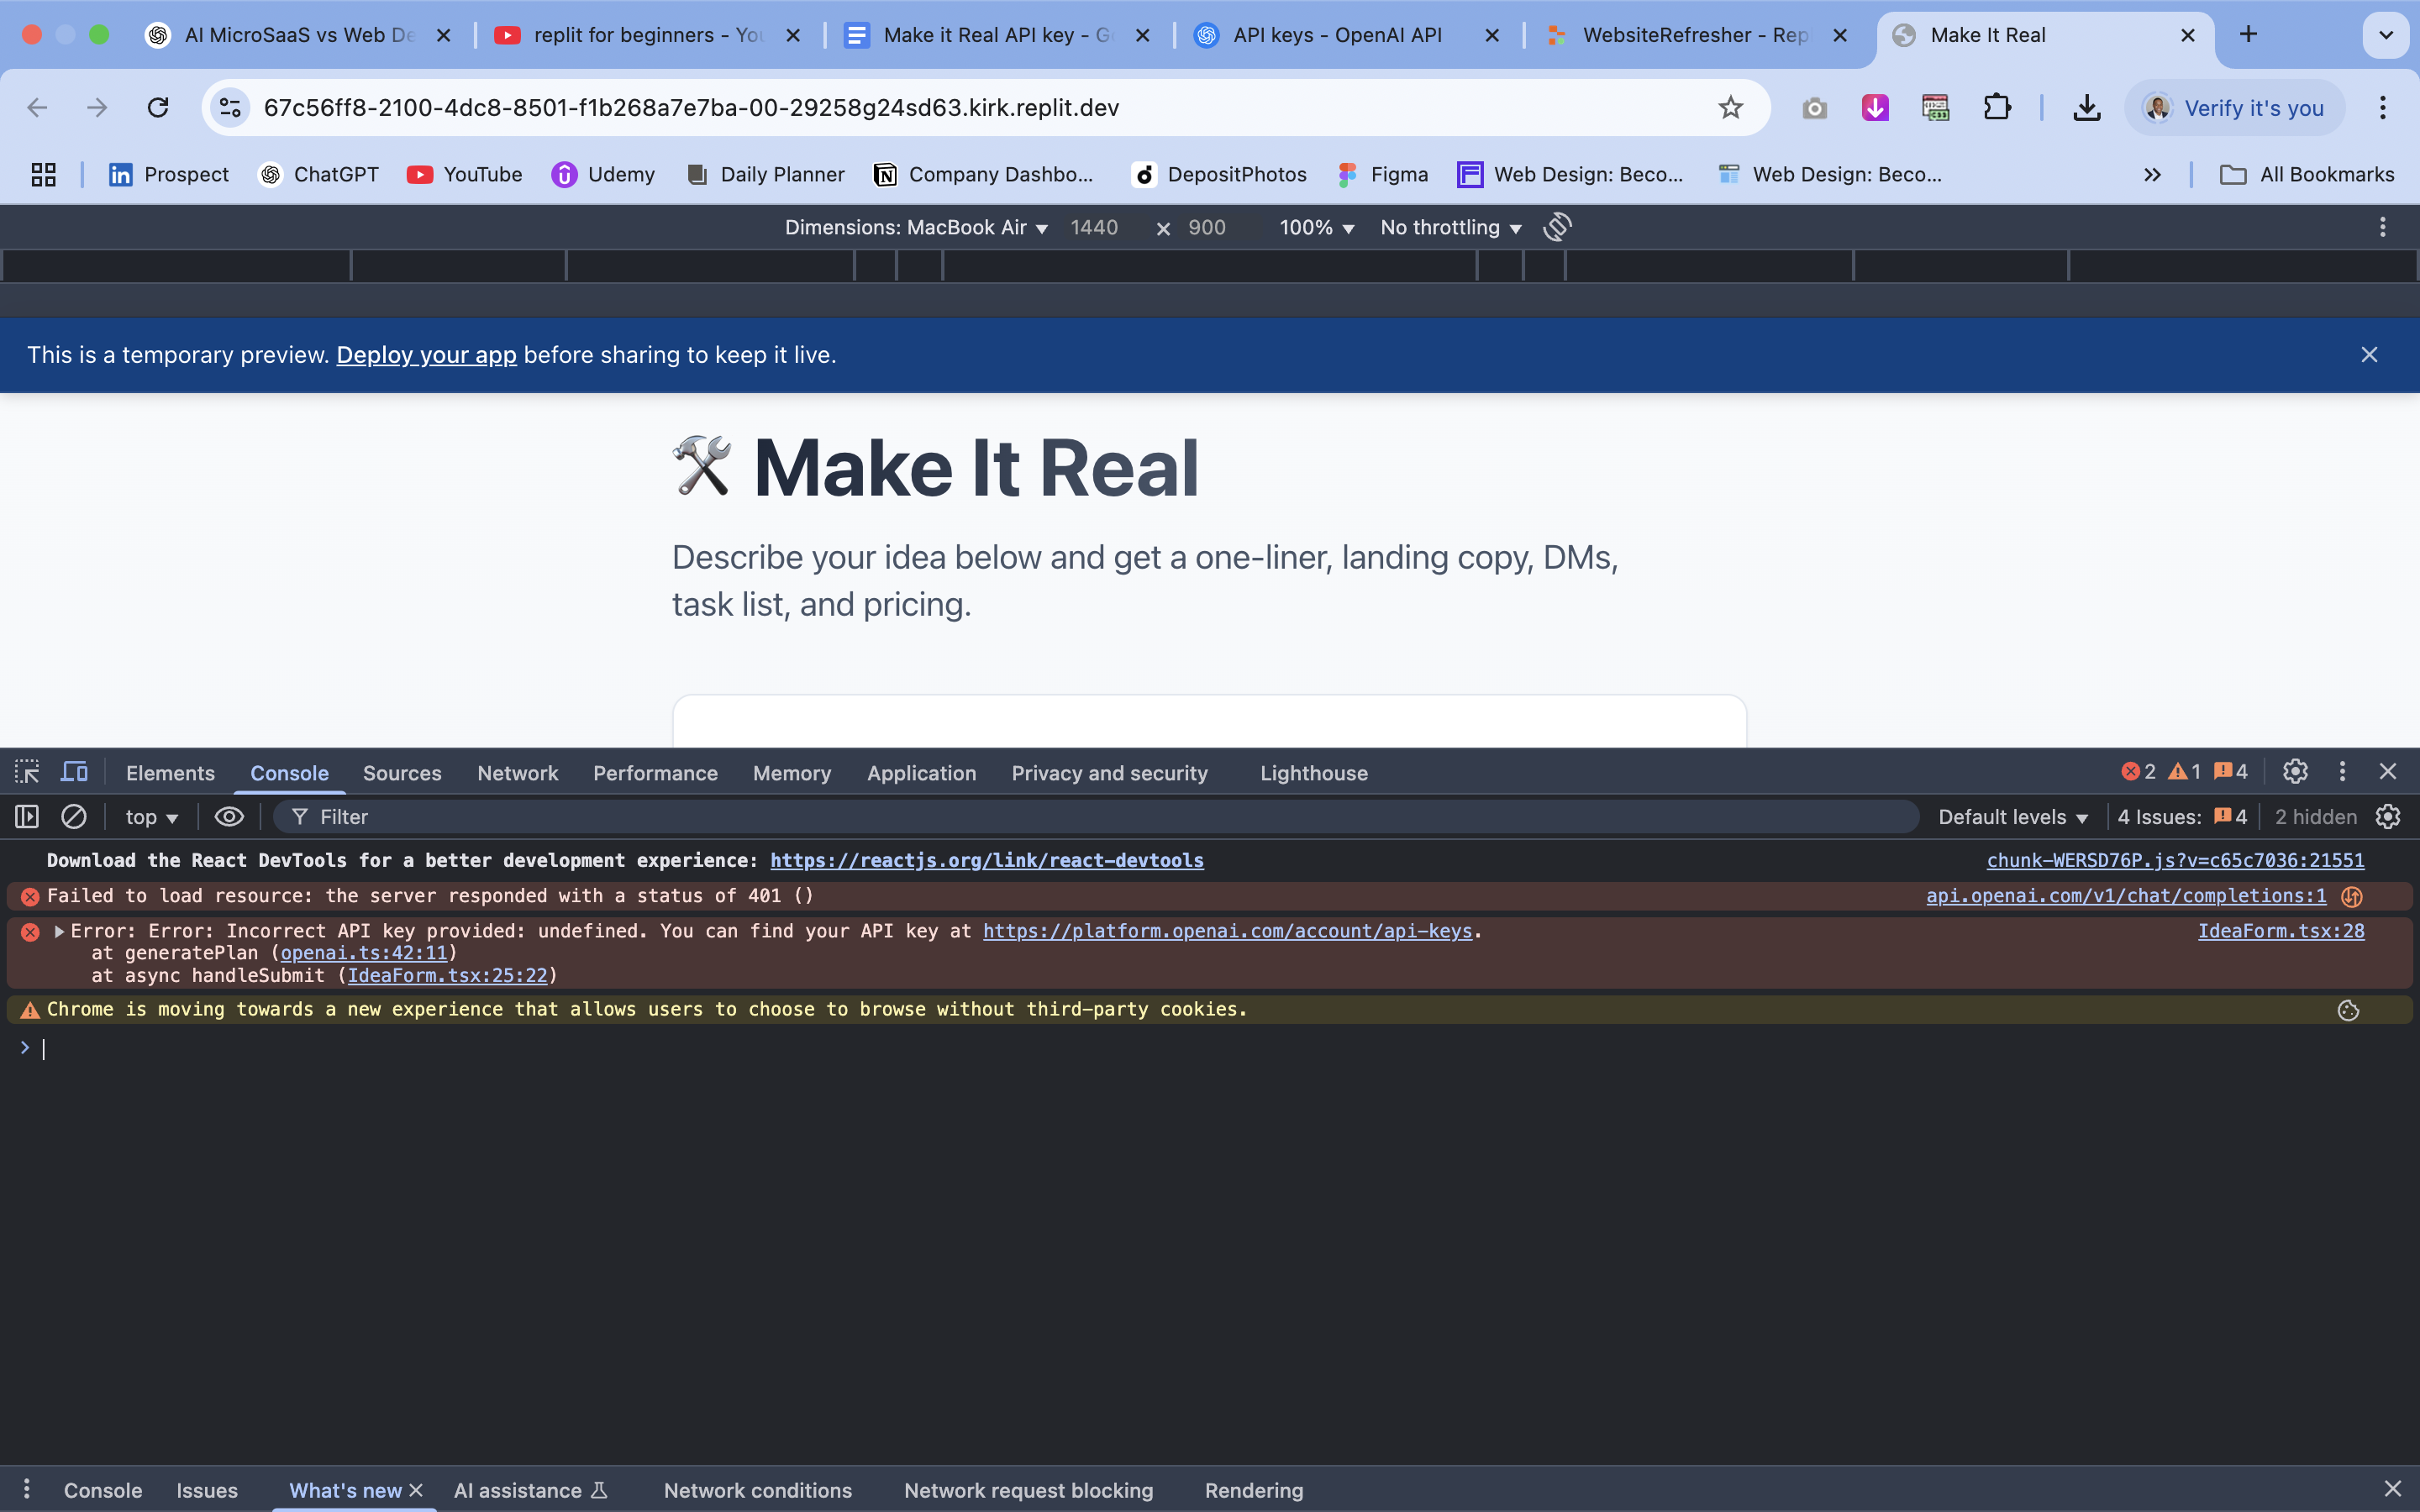 AI MicroSaaS vs Web De
replit for beginners - You
Make it Real API key - Go
API keys - OpenAI API
WebsiteRefresher - Repl
Make It Real
67c56ff8-2100-4dc8-8501-f1b268a7e7ba-00-29258g24sd63.kirk.replit.dev
Verify it's you
Prospect
ChatGPT
YouTube
Udemy
Daily Planner
Company Dashbo...
DepositPhotos
Figma
Web Design: Beco...
Web Design: Beco...
All Bookmarks
Dimensions: MacBook Air ▼ 1440 × 900 100% ▼ No throttling ▼
This is a temporary preview. Deploy your app before sharing to keep it live.
Make It Real
Describe your idea below and get a one-liner, landing copy, DMs,
task list, and pricing.
Elements Console Sources Network Performance Memory Application Privacy and security Lighthouse 2 1 4
top ▼ Filter Default levels ▼ 4 Issues: 4 2 hidden
Download the React DevTools for a better development experience: https://reactjs.org/link/react-devtools chunk-WERSD76P.js?v=c65c7036:21551
Failed to load resource: the server responded with a status of 401 () api.openai.com/v1/chat/completions:1
Error: Error: Incorrect API key provided: undefined. You can find your API key at https://platform.openai.com/account/api-keys. IdeaForm.tsx:28
at generatePlan (openai.ts:42:11)
at async handleSubmit (IdeaForm.tsx:25:22)
Chrome is moving towards a new experience that allows users to choose to browse without third-party cookies.
Console Issues What's new AI assistance Network conditions Network request blocking Rendering